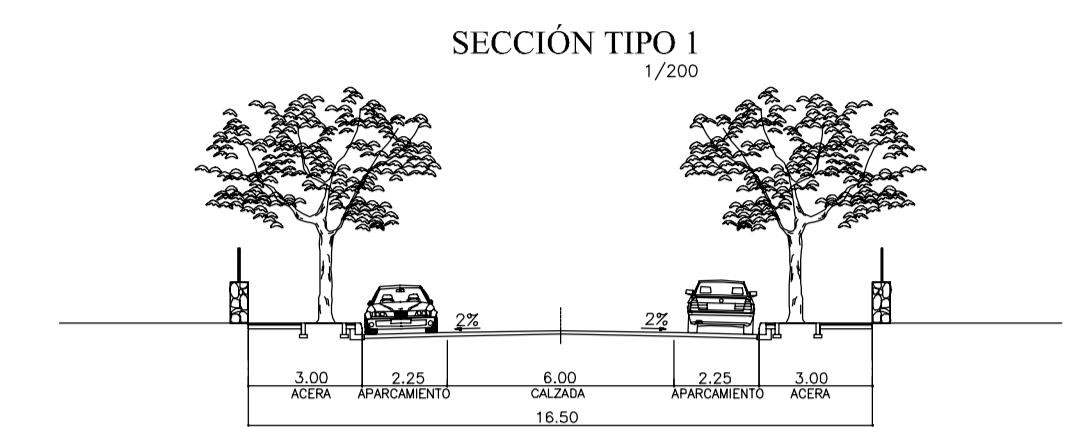 SECCIÓN TIPO 1
1/200
2% 2%
3.00 2.25 6.00 2.25 3.00
ACERA APARCAMIENTO CALZADA APARCAMIENTO ACERA
16.50